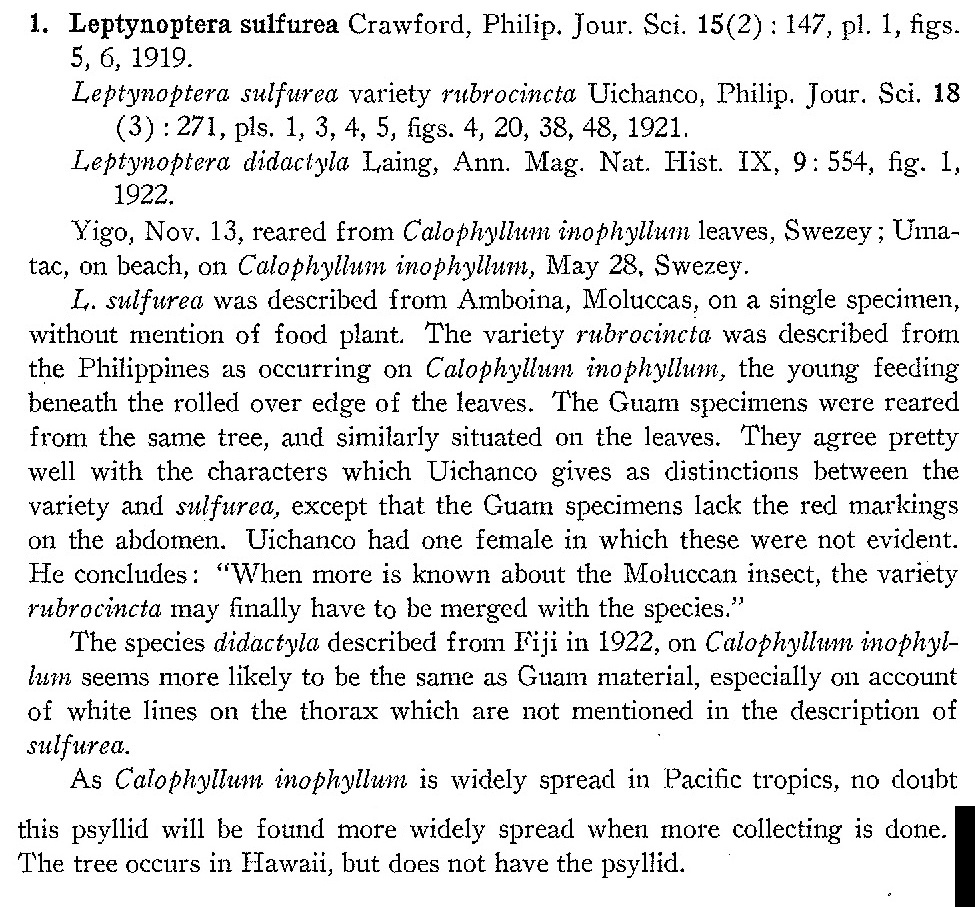 1. Leptynoptera sulfurea Crawford, Philip. Jour. Sci. 15(2) : 147, pl. 1, figs.
5, 6, 1919.
Leptynoptera sulfurea variety rubrocincta Uichanco, Philip. Jour. Sci. 18
(3) : 271, pls. 1, 3, 4, 5, figs. 4, 20, 38, 48, 1921.
Leptynoptera didactyla Laing, Ann. Mag. Nat. Hist. IX, 9: 554, fig. 1,
1922.
Yigo, Nov. 13, reared from Calophyllum inophyllum leaves, Swezey; Uma-
tac, on beach, on Calophyllum inophyllum, May 28, Swezey.
L. sulfurea was described from Amboina, Moluccas, on a single specimen,
without mention of food plant. The variety rubrocincta was described from
the Philippines as occurring on Calophyllum inophyllum, the young feeding
beneath the rolled over edge of the leaves. The Guam specimens were reared
from the same tree, and similarly situated on the leaves. They agree pretty
well with the characters which Uichanco gives as distinctions between the
variety and sulfurea, except that the Guam specimens lack the red markings
on the abdomen. Uichanco had one female in which these were not evident.
He concludes: “When more is known about the Moluccan insect, the variety
rubrocincta may finally have to be merged with the species.”
The species didactyla described from Fiji in 1922, on Calophyllum inophyl-
lum seems more likely to be the same as Guam material, especially on account
of white lines on the thorax which are not mentioned in the description of
sulfurea.
As Calophyllum inophyllum is widely spread in Pacific tropics, no doubt
this psyllid will be found more widely spread when more collecting is done.
The tree occurs in Hawaii, but does not have the psyllid.